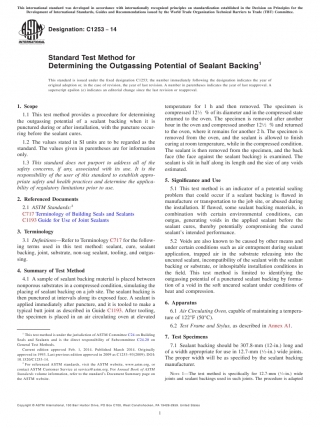 This international standard was developed in accordance with internationally recognized principles on standardization established in the Decision on Principles for the
Development of International Standards, Guides and Recommendations issued by the World Trade Organization Technical Barriers to Trade (TBT) Committee.
Designation: C1253 − 14
Standard Test Method for
Determining the Outgassing Potential of Sealant Backing1
This standard is issued under the fixed designation C1253; the number immediately following the designation indicates the year of
original adoption or, in the case of revision, the year of last revision. A number in parentheses indicates the year of last reapproval. A
superscript epsilon (ε) indicates an editorial change since the last revision or reapproval.
1. Scope
1.1 This test method provides a procedure for determining
the outgassing potential of a sealant backing when it is
punctured during or after installation, with the puncture occur-
ring before the sealant cures.
1.2 The values stated in SI units are to be regarded as the
standard. The values given in parentheses are for information
only.
1.3 This standard does not purport to address all of the
safety concerns, if any, associated with its use. It is the
responsibility of the user of this standard to establish appro-
priate safety and health practices and determine the applica-
bility of regulatory limitations prior to use.
2. Referenced Documents
2.1 ASTM Standards:2
C717 Terminology of Building Seals and Sealants
C1193 Guide for Use of Joint Sealants
3. Terminology
3.1 Definitions—Refer to Terminology C717 for the follow-
ing terms used in this test method: sealant, cure, sealant
backing, joint, substrate, non-sag sealant, tooling, and outgas-
sing.
4. Summary of Test Method
4.1 A sample of sealant backing material is placed between
nonporous substrates in a compressed condition, simulating the
placing of sealant backing on a job site. The sealant backing is
then punctured at intervals along its exposed face. A sealant is
applied immediately after puncture, and it is tooled to make a
typical butt joint as described in Guide C1193. After tooling,
the specimen is placed in an air circulating oven at elevated
temperature for 1 h and then removed. The specimen is
compressed 12½ % of its diameter and in the compressed state
returned to the oven. The specimen is removed after another
hour in the oven and compressed another 12½ % and returned
to the oven, where it remains for another 2 h. The specimen is
removed from the oven, and the sealant is allowed to finish
curing at room temperature, while in the compressed condition.
The sealant is then removed from the specimen, and the back
face (the face against the sealant backing) is examined. The
sealant is slit in half along its length and the size of any voids
estimated.
5. Significance and Use
5.1 This test method is an indicator of a potential sealing
problem that could occur if a sealant backing is flawed in
manufacture or transportation to the job site, or abused during
the installation. If flawed, some sealant backing materials, in
combination with certain environmental conditions, can
outgas, generating voids in the applied sealant before the
sealant cures, thereby potentially compromising the cured
sealant's intended performance.
5.2 Voids are also known to be caused by other means and
under certain conditions such as air entrapment during sealant
application, trapped air in the substrate releasing into the
uncured sealant, incompatibility of the sealant with the sealant
backing or substrate, or inhospitable installation conditions in
the field. This test method is limited to identifying the
outgassing potential of a punctured sealant backing by forma-
tion of a void in the soft uncured sealant under conditions of
heat and compression.
6. Apparatus
6.1 Air Circulating Oven, capable of maintaining a tempera-
ture of 122°F (50°C).
6.2 Test Frame and Stylus, as described in Annex A1.
7. Test Specimens
7.1 Sealant backing should be 307.8-mm (12-in.) long and
of a width appropriate for use in 12.7-mm (½-in.) wide joints.
The proper width will be as specified by the sealant backing
manufacturer.
NOTE 1—The test method is specifically for 12.7-mm (½-in.) wide
joints and sealant backings used in such joints. The procedure is adapted
1 This test method is under the jurisdiction of ASTM Committee C24 on Building
Seals and Sealants and is the direct responsibility of Subcommittee C24.20 on
General Test Methods.
Current edition approved Feb. 1, 2014. Published March 2014. Originally
approved in 1993. Last previous edition approved in 2009 as C1253–93(2009). DOI:
10.1520/C1253-14.
2 For referenced ASTM standards, visit the ASTM website, www.astm.org, or
contact ASTM Customer Service at service@astm.org. For Annual Book of ASTM
Standards volume information, refer to the standard's Document Summary page on
the ASTM website.
Copyright © ASTM International, 100 Barr Harbor Drive, PO Box C700, West Conshohocken, PA 19428-2959. United States
1